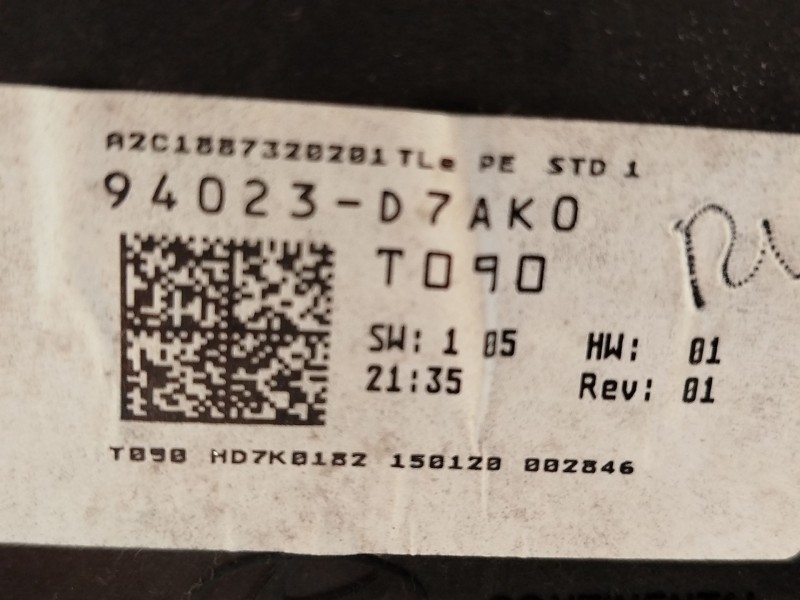 A2C1887320201 TLe PE STD 1
94023-D7AK0
T090
SW: 1 05 HW: 01
21:35 Rev: 01
T090 HD7K0182 150120 002846